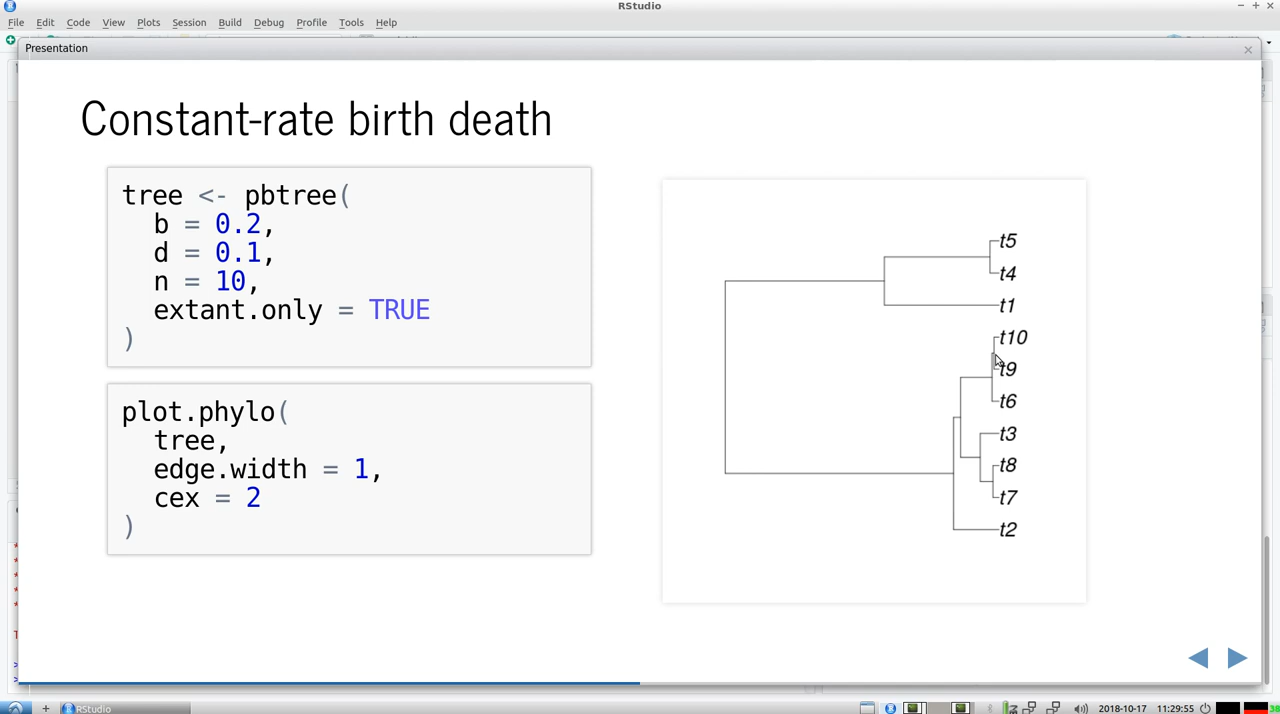 RStudio
File Edit Code View Plots Session Build Debug Profile Tools Help
Presentation
Constant-rate birth death
tree <- pbtree(
  b = 0.2,
  d = 0.1,
  n = 10,
  extant.only = TRUE
)
plot.phylo(
  tree,
  edge.width = 1,
  cex = 2
)
t5
t4
t1
t10
t9
t6
t3
t8
t7
t2
RStudio
2018-10-17 11:29:55
38